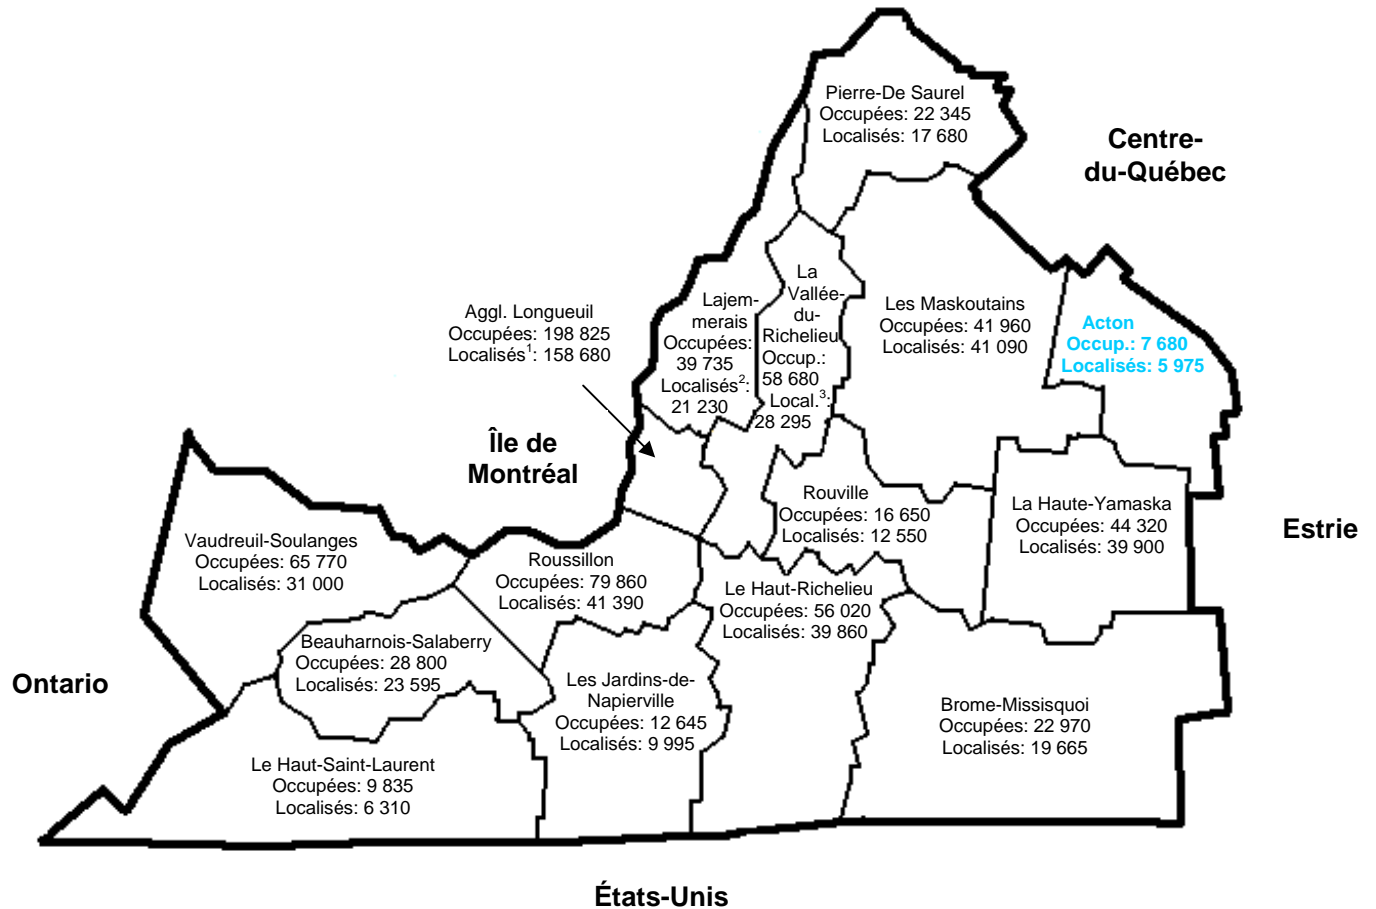 Pierre-De Saurel
Occupées: 22 345
Localisés: 17 680
Centre-
du-Québec
La
Vallée-
du-
Richelieu
Occup.:
58 680
Local.³:
28 295
Lajem-
merais
Occupées:
39 735
Localisés²:
21 230
Aggl. Longueuil
Occupées: 198 825
Localisés¹: 158 680
Les Maskoutains
Occupées: 41 960
Localisés: 41 090
Acton
Occup.: 7 680
Localisés: 5 975
Île de
Montréal
Rouville
Occupées: 16 650
Localisés: 12 550
La Haute-Yamaska
Occupées: 44 320
Localisés: 39 900
Estrie
Vaudreuil-Soulanges
Occupées: 65 770
Localisés: 31 000
Roussillon
Occupées: 79 860
Localisés: 41 390
Le Haut-Richelieu
Occupées: 56 020
Localisés: 39 860
Beauharnois-Salaberry
Occupées: 28 800
Localisés: 23 595
Ontario
Les Jardins-de-
Napierville
Occupées: 12 645
Localisés: 9 995
Brome-Missisquoi
Occupées: 22 970
Localisés: 19 665
Le Haut-Saint-Laurent
Occupées: 9 835
Localisés: 6 310
États-Unis